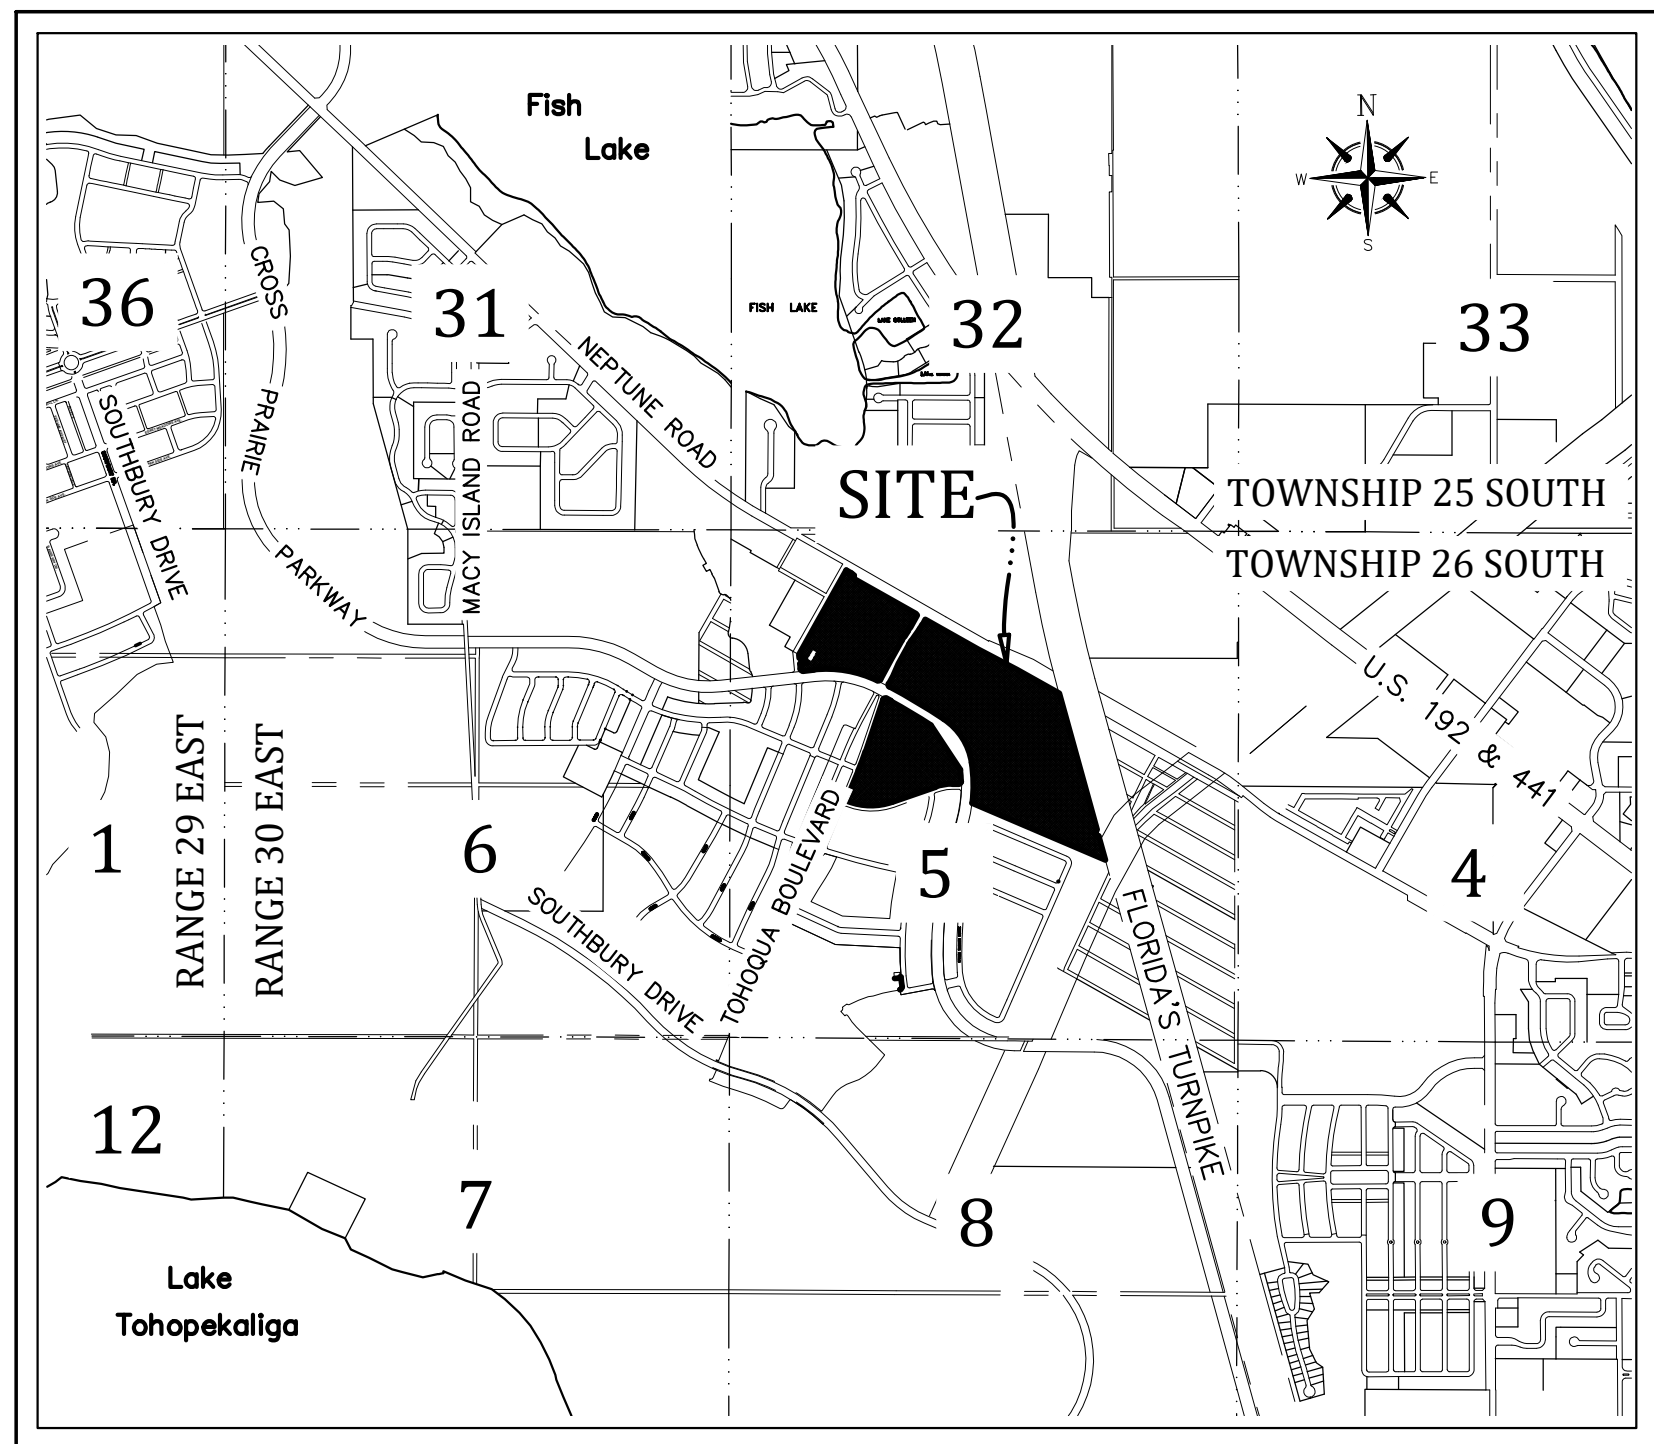 Fish
Lake
N
W
E
S
36
CROSS
PRAIRIE
PARKWAY
31
FISH LAKE
32
33
NEPTUNE ROAD
SOUTHBURY DRIVE
MACY ISLAND ROAD
SITE
TOWNSHIP 25 SOUTH
TOWNSHIP 26 SOUTH
U.S. 192 & 441
RANGE 29 EAST
RANGE 30 EAST
1
6
5
4
SOUTHBURY DRIVE
TOHOQUA BOULEVARD
FLORIDA'S TURNPIKE
12
7
8
9
Lake
Tohopekaliga